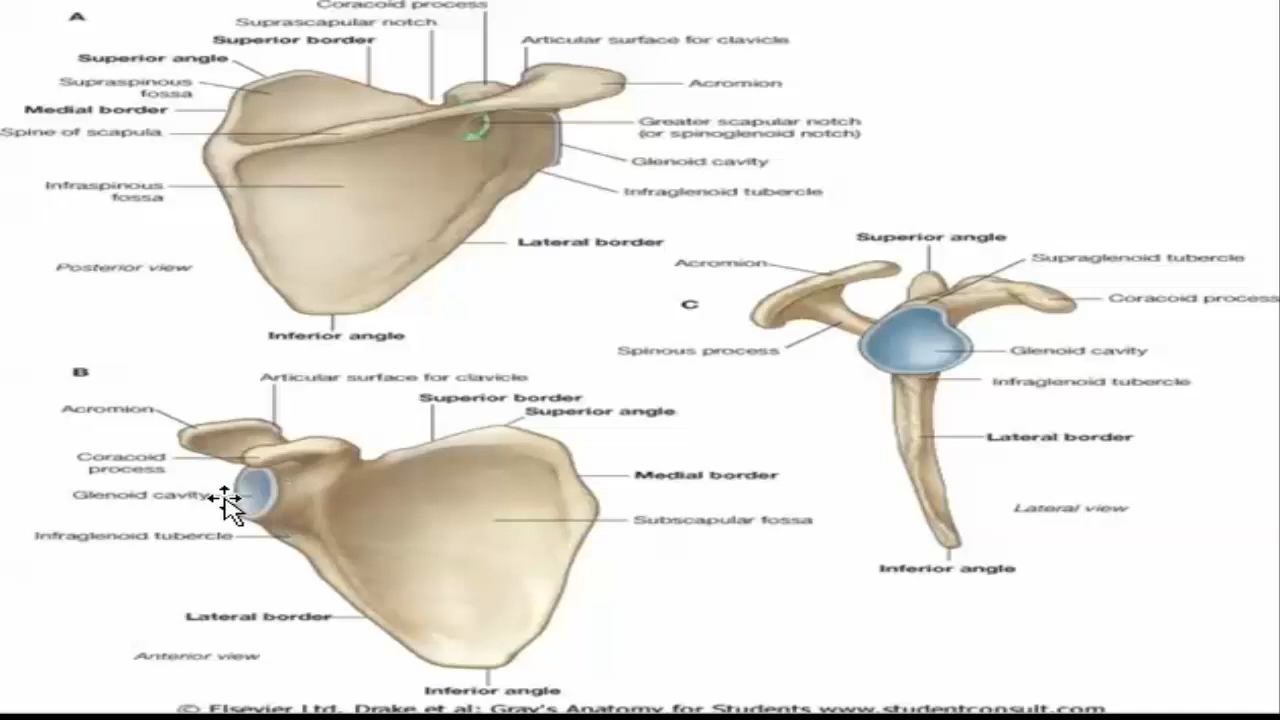 A
Coracoid process
Suprascapular notch
Superior border
Articular surface for clavicle
Superior angle
Supraspinous
fossa
Acromion
Medial border
Greater scapular notch
(or spinoglenoid notch)
Spine of scapula
Glenoid cavity
Infraspinous
fossa
Infraglenoid tubercle
Lateral border
Posterior view
Inferior angle
C
Superior angle
Acromion
Supraglenoid tubercle
Coracoid process
Spinous process
Glenoid cavity
Infraglenoid tubercle
Lateral border
Lateral view
Inferior angle
B
Articular surface for clavicle
Superior border
Acromion
Superior angle
Coracoid
process
Medial border
Glenoid cavity
Subscapular fossa
Infraglenoid tubercle
Lateral border
Anterior view
Inferior angle
© Elsevier Ltd. Drake et al: Gray's Anatomy for Students www.studentconsult.com